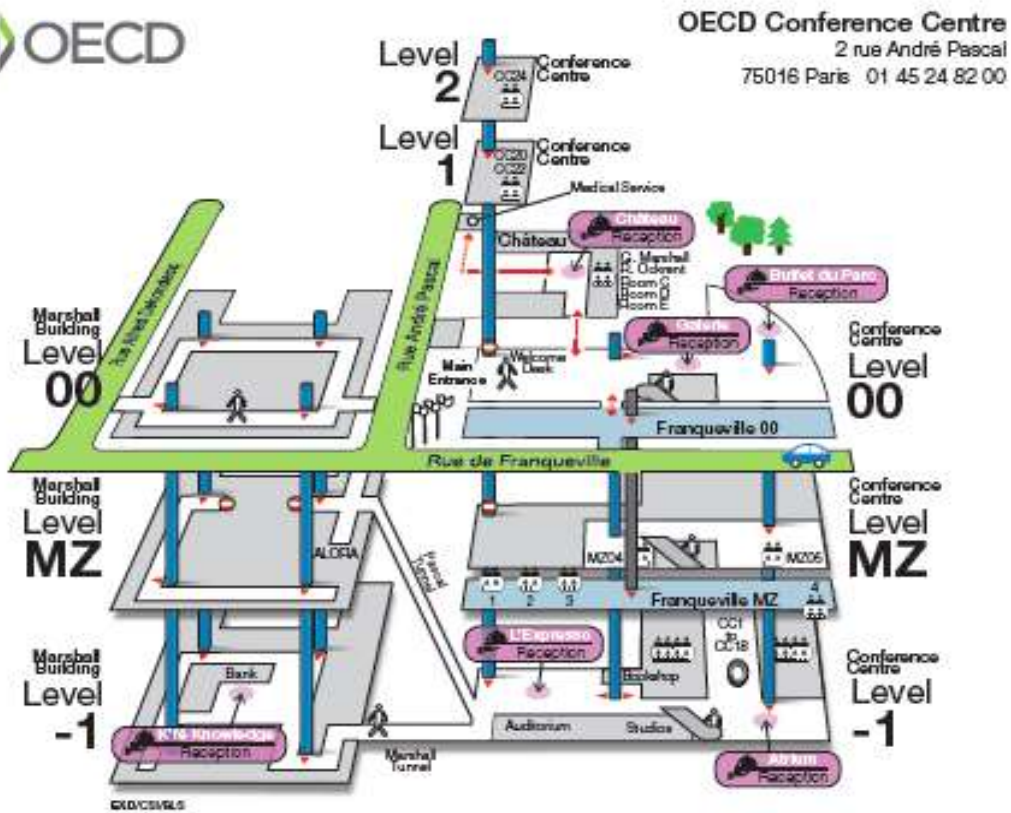 OECD
OECD Conference Centre
2 rue André Pascal
75016 Paris 01 45 24 82 00
Level
2
Conference
Centre
CC24
Level
1
Conference
Centre
CC20
CC22
Medical Service
Château
Château
Reception
G. Marshall
R. Ockrent
Room C
Room D
Room E
Buffet du Parc
Reception
Galerie
Reception
Rue André Pascal
Marshall
Building
Level
00
Main
Entrance
Welcome
Desk
Conference
Centre
Level
00
Franqueville 00
Rue de Franqueville
Marshall
Building
Level
MZ
ALORA
Pascal
Tunnel
MZ04
MZ05
Conference
Centre
Level
MZ
1
2
3
Franqueville MZ
4
L'Expresso
Reception
CC1
to
CC18
Marshall
Building
Level
-1
Bank
Bookshop
Conference
Centre
Level
-1
Auditorium
Studios
K'fé Knowledge
Reception
Marshall
Tunnel
Atrium
Reception